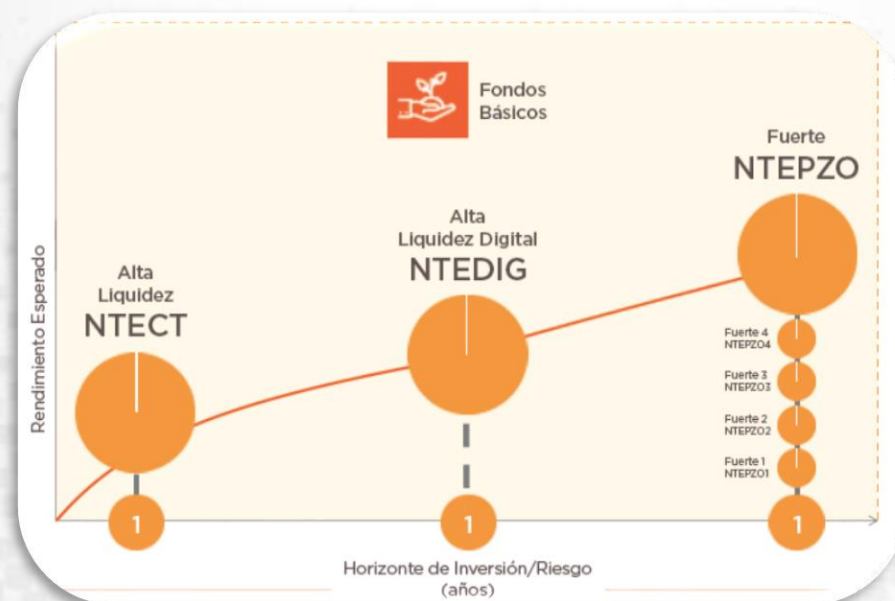 Fondos
Básicos
Fuerte
NTEPZO
Alta
Liquidez Digital
NTEDIG
Alta
Liquidez
NTECT
Rendimiento Esperado
Fuerte 4
NTEPZO4
Fuerte 3
NTEPZO3
Fuerte 2
NTEPZO2
Fuerte 1
NTEPZO1
1
1
1
Horizonte de Inversión/Riesgo
(años)